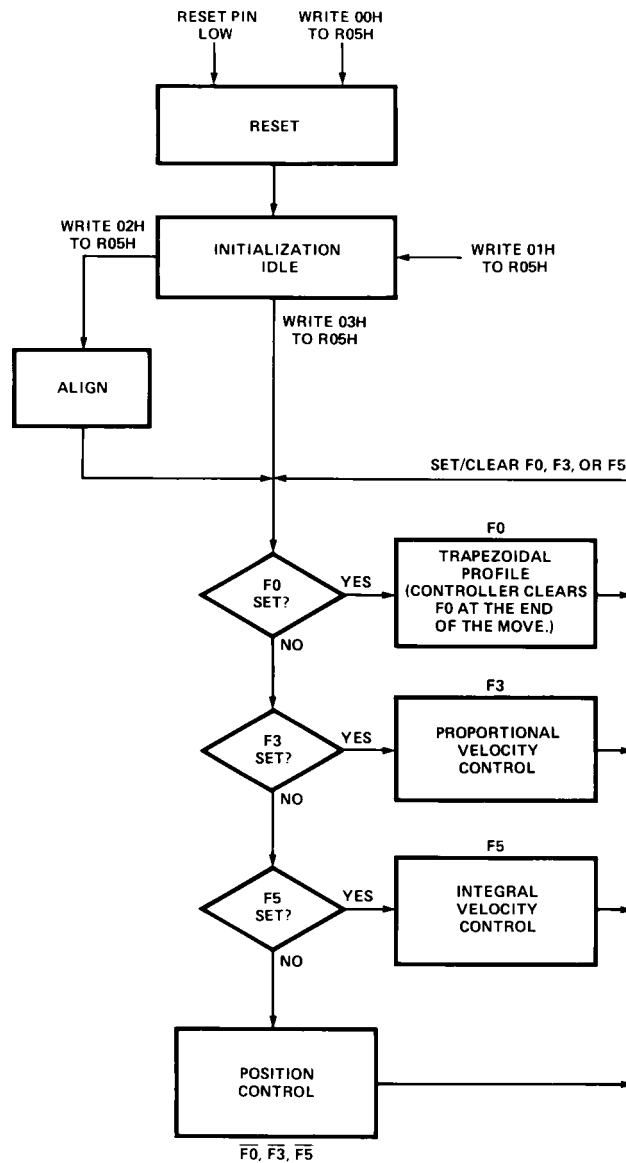 RESET PIN
LOW
WRITE 00H
TO R05H
RESET
WRITE 02H
TO R05H
INITIALIZATION
IDLE
WRITE 01H
TO R05H
WRITE 03H
TO R05H
ALIGN
SET/CLEAR F0, F3, OR F5
F0
SET?
YES
NO
F0
TRAPEZOIDAL
PROFILE
(CONTROLLER CLEARS
F0 AT THE END
OF THE MOVE.)
F3
SET?
YES
NO
F3
PROPORTIONAL
VELOCITY
CONTROL
F5
SET?
YES
NO
F5
INTEGRAL
VELOCITY
CONTROL
POSITION
CONTROL
F̅0̅, F̅3̅, F̅5̅